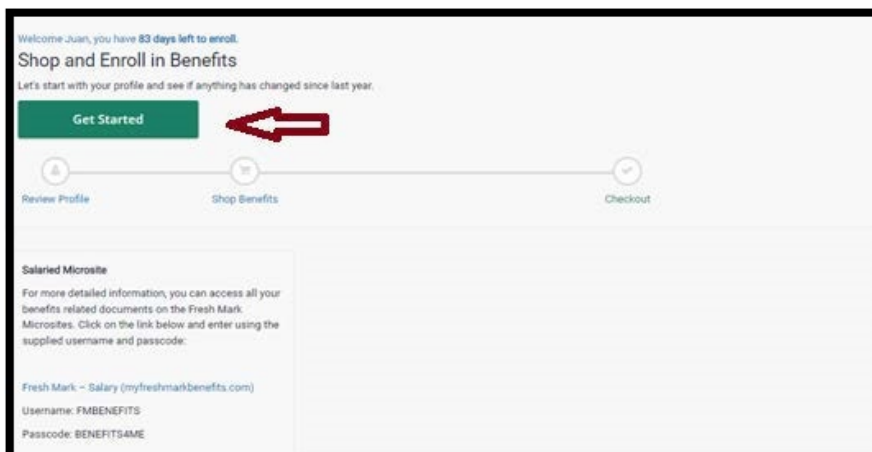 Welcome Juan, you have 83 days left to enroll.
Shop and Enroll in Benefits
Let's start with your profile and see if anything has changed since last year.
Get Started
Review Profile
Shop Benefits
Checkout
Salaried Microsite
For more detailed information, you can access all your
benefits related documents on the Fresh Mark
Microsites. Click on the link below and enter using the
supplied username and passcode:
Fresh Mark – Salary (myfreshmarkbenefits.com)
Username: FMBENEFITS
Passcode: BENEFITS4ME